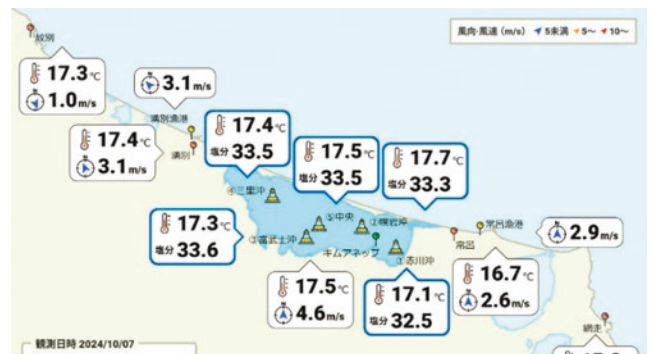 紋別
風向・風速（m/s） 5未満 5〜 10〜
17.3℃
1.0m/s
3.1m/s
湧別漁港
湧別
17.4℃
3.1m/s
17.4℃
塩分 33.5
17.5℃
塩分 33.5
17.7℃
塩分 33.3
④三里沖
⑤中央
②幌岩沖
③富武士沖
キムアネップ
①赤川沖
17.3℃
塩分 33.6
17.5℃
4.6m/s
17.1℃
塩分 32.5
常呂漁港
常呂
2.9m/s
16.7℃
2.6m/s
網走
観測日時 2024/10/07